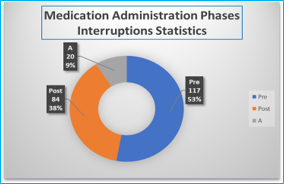 Medication Administration Phases
Interruptions Statistics
A
20
9%
Pre
117
53%
Post
84
38%
Pre
Post
A